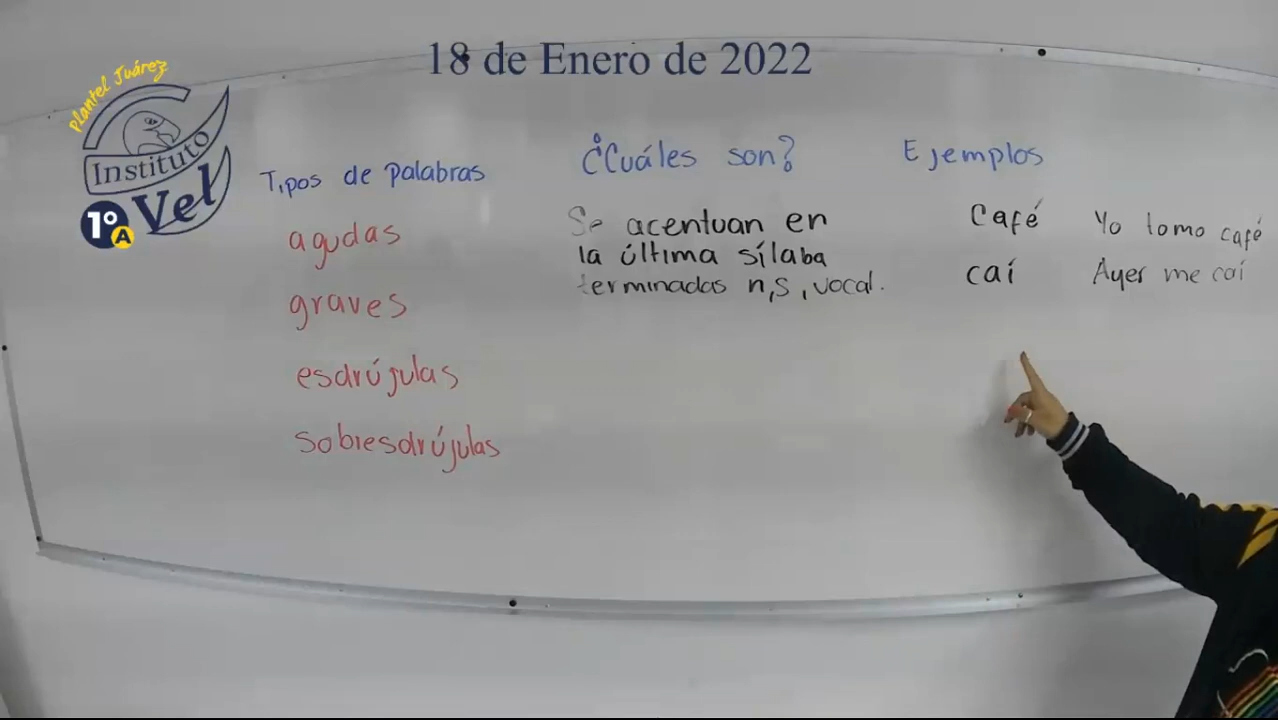 18 de Enero de 2022
Plantel Juárez
Instituto
Vel
1º
A
Tipos de palabras
¿Cuáles son?
Ejemplos
agudas
Se acentuan en
la última sílaba
terminadas n,s,vocal.
Café
Yo tomo café
caí
Ayer me caí
graves
esdrújulas
sobresdrújulas